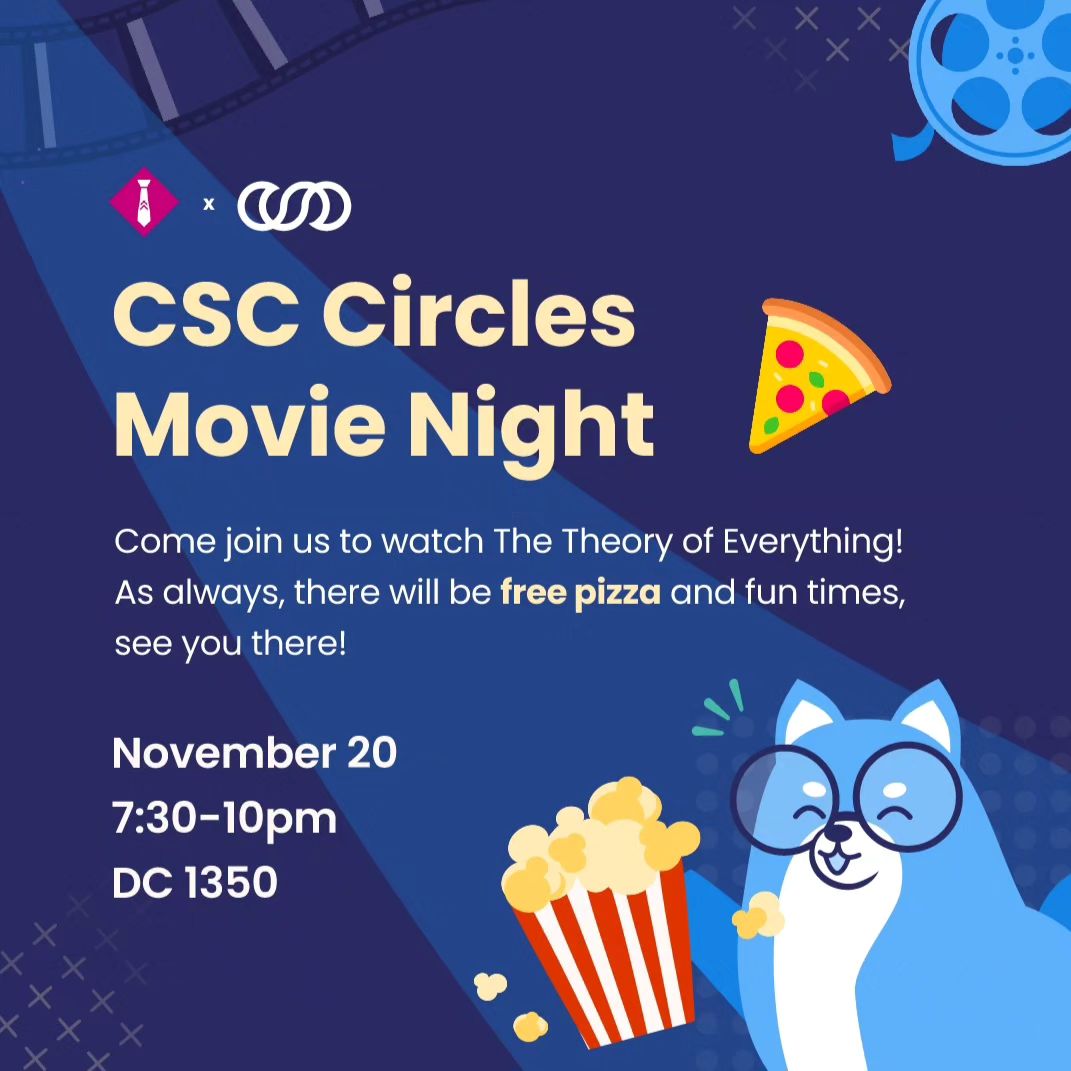 x
CSC Circles
Movie Night
Come join us to watch The Theory of Everything!
As always, there will be free pizza and fun times,
see you there!
November 20
7:30-10pm
DC 1350